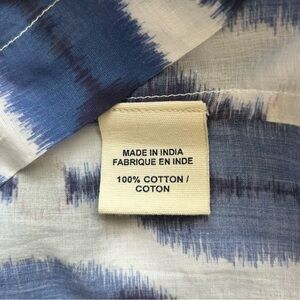 MADE IN INDIA
FABRIQUE EN INDE
100% COTTON /
COTON